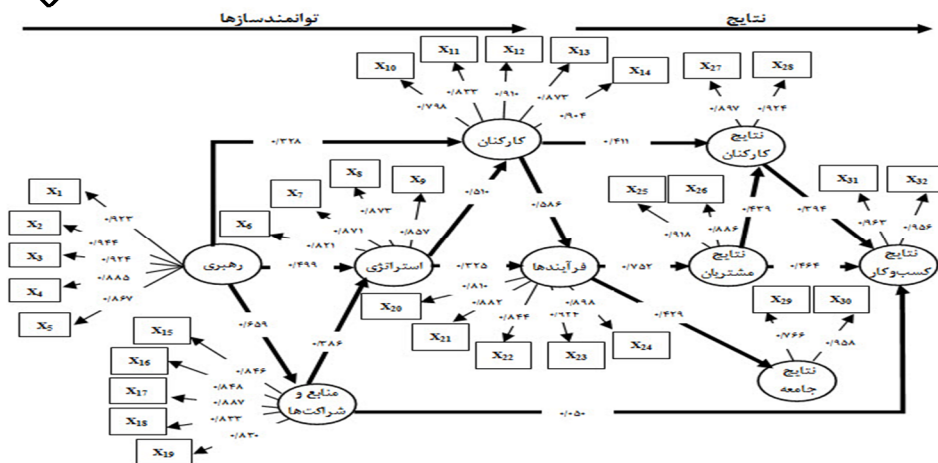 توانمندسازها
نتایج
X10
X11
X12
X13
X14
X27
X28
۰/۷۹۸
۰/۸۳۳
۰/۹۱۰
۰/۸۷۳
۰/۹۰۴
۰/۸۹۷
۰/۹۲۴
کارکنان
نتایج
کارکنان
۰/۳۲۸
۰/۴۱۱
X1
X2
X3
X4
X5
۰/۹۲۳
۰/۹۴۴
۰/۹۲۴
۰/۸۸۵
۰/۸۶۷
رهبری
X6
X7
X8
X9
۰/۸۲۱
۰/۸۷۱
۰/۸۷۳
۰/۸۵۷
۰/۵۱۰
۰/۵۸۶
X25
X26
۰/۹۱۸
۰/۸۸۶
۰/۴۳۹
۰/۳۹۴
X31
X32
۰/۹۶۳
۰/۹۵۶
۰/۴۹۹
استراتژی
۰/۳۲۵
فرآیندها
۰/۷۵۲
نتایج
مشتریان
۰/۴۶۴
نتایج
کسب‌وکار
X20
X21
X22
X23
X24
۰/۸۱۰
۰/۸۸۲
۰/۸۴۴
۰/۹۲۴
۰/۸۹۸
۰/۴۲۹
X29
X30
۰/۷۶۶
۰/۹۵۸
نتایج
جامعه
۰/۶۵۹
۰/۳۸۶
X15
X16
X17
X18
X19
۰/۸۴۶
۰/۸۴۸
۰/۸۸۷
۰/۸۳۳
۰/۸۳۰
منابع و
شراکت‌ها
۰/۰۵۰